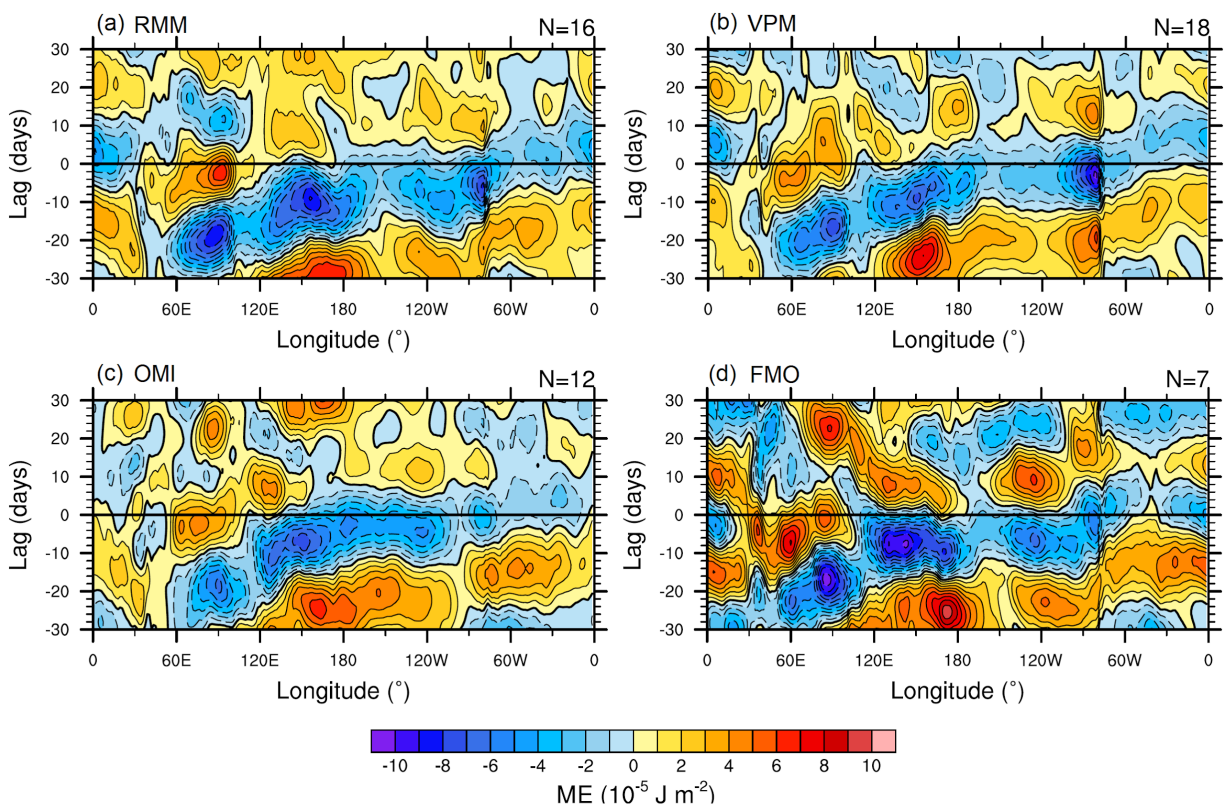 (a) RMM N=16
30
20
10
0
-10
-20
-30
Lag (days)
0 60E 120E 180 120W 60W 0
Longitude (°)
(b) VPM N=18
30
20
10
0
-10
-20
-30
Lag (days)
0 60E 120E 180 120W 60W 0
Longitude (°)
(c) OMI N=12
30
20
10
0
-10
-20
-30
Lag (days)
0 60E 120E 180 120W 60W 0
Longitude (°)
(d) FMO N=7
30
20
10
0
-10
-20
-30
Lag (days)
0 60E 120E 180 120W 60W 0
Longitude (°)
-10 -8 -6 -4 -2 0 2 4 6 8 10
ME (10⁻⁵ J m⁻²)